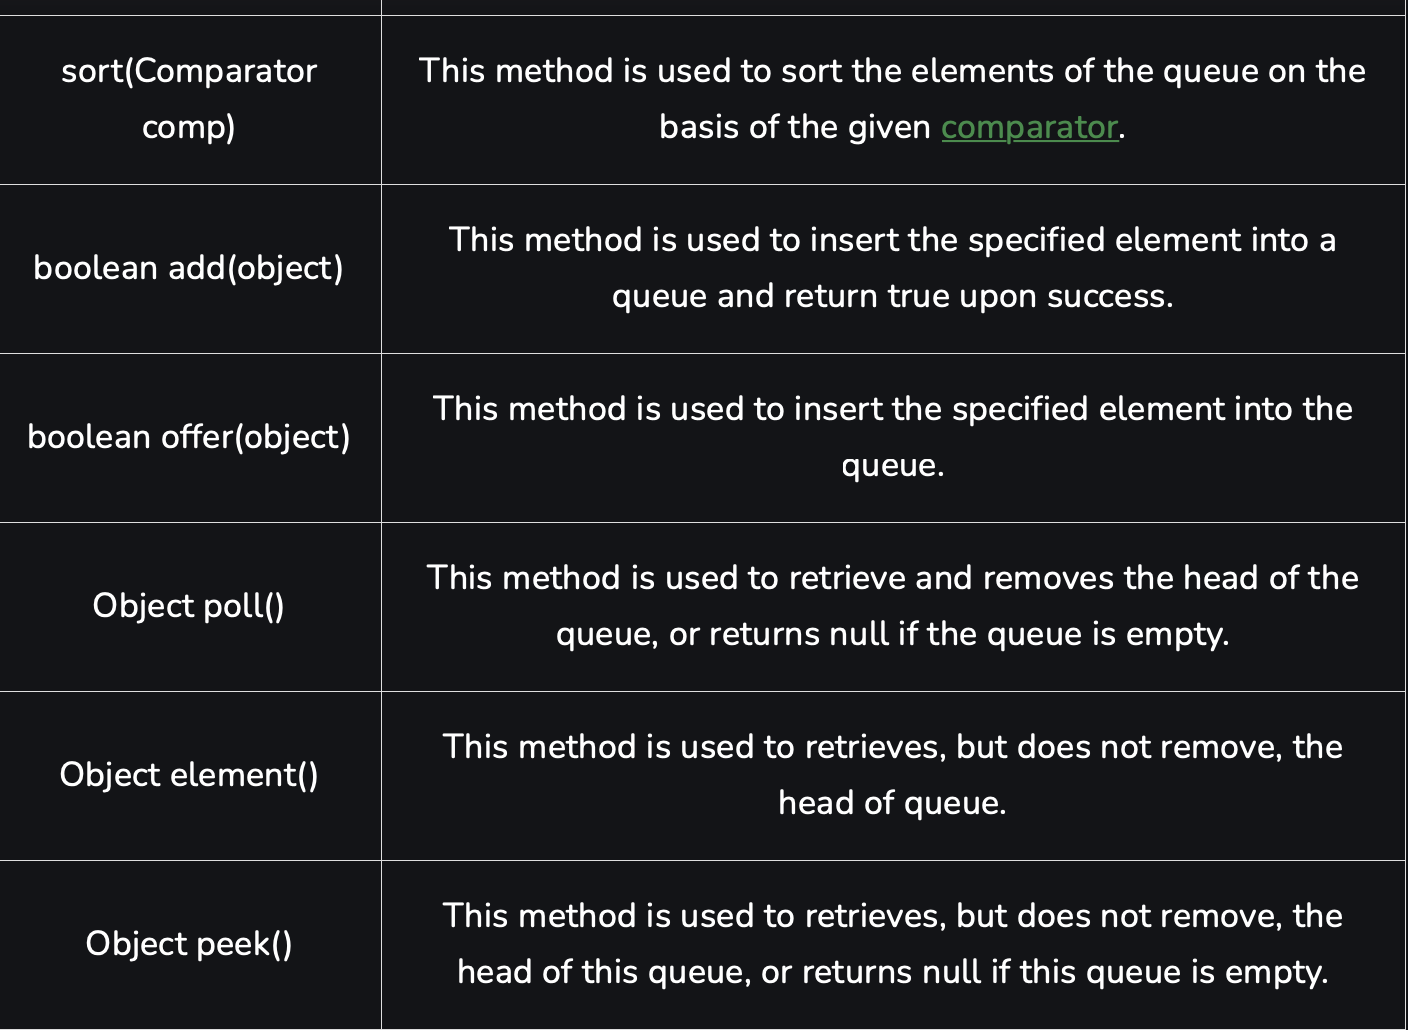 sort(Comparator
comp)
This method is used to sort the elements of the queue on the
basis of the given comparator.
boolean add(object)
This method is used to insert the specified element into a
queue and return true upon success.
boolean offer(object)
This method is used to insert the specified element into the
queue.
Object poll()
This method is used to retrieve and removes the head of the
queue, or returns null if the queue is empty.
Object element()
This method is used to retrieves, but does not remove, the
head of queue.
Object peek()
This method is used to retrieves, but does not remove, the
head of this queue, or returns null if this queue is empty.